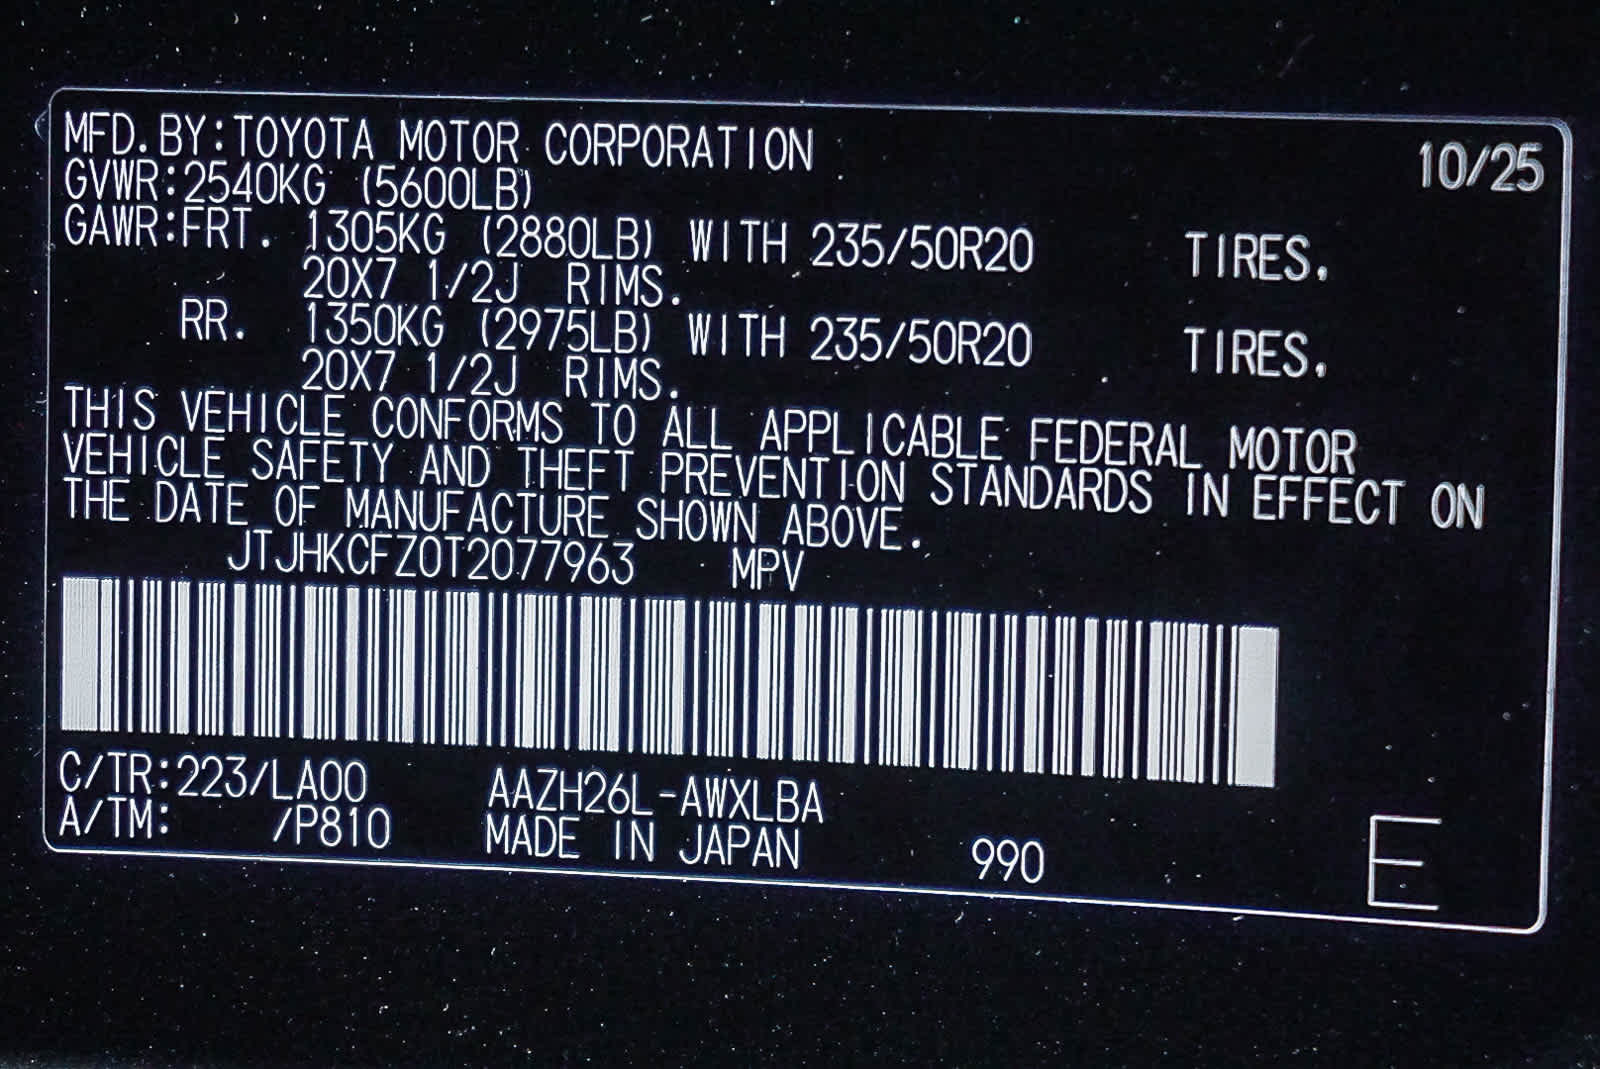 MFD.BY:TOYOTA MOTOR CORPORATION 10/25
GVWR:2540KG (5600LB)
GAWR:FRT. 1305KG (2880LB) WITH 235/50R20 TIRES.
20X7 1/2J RIMS.
RR. 1350KG (2975LB) WITH 235/50R20 TIRES.
20X7 1/2J RIMS.
THIS VEHICLE CONFORMS TO ALL APPLICABLE FEDERAL MOTOR
VEHICLE SAFETY AND THEFT PREVENTION STANDARDS IN EFFECT ON
THE DATE OF MANUFACTURE SHOWN ABOVE.
JTJHKCFZ0T2077963 MPV
C/TR:223/LA00 AAZH26L-AWXLBA
A/TM: /P810 MADE IN JAPAN 990 E